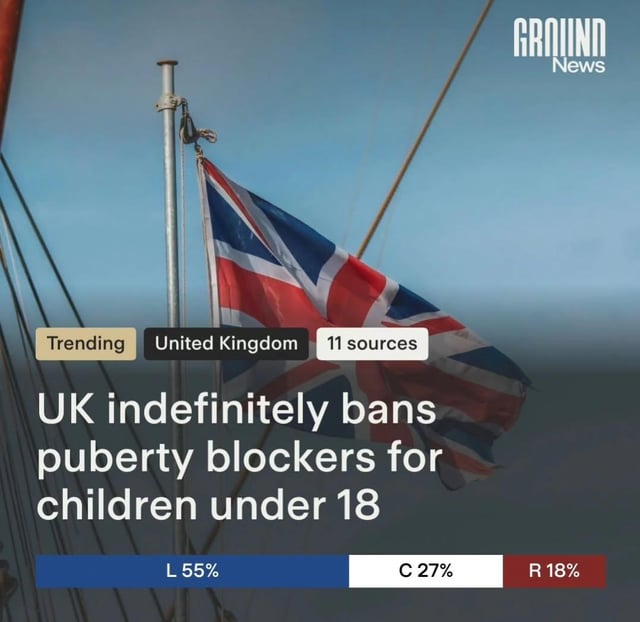 GROUND
News
Trending
United Kingdom
11 sources
UK indefinitely bans
puberty blockers for
children under 18
L 55%
C 27%
R 18%